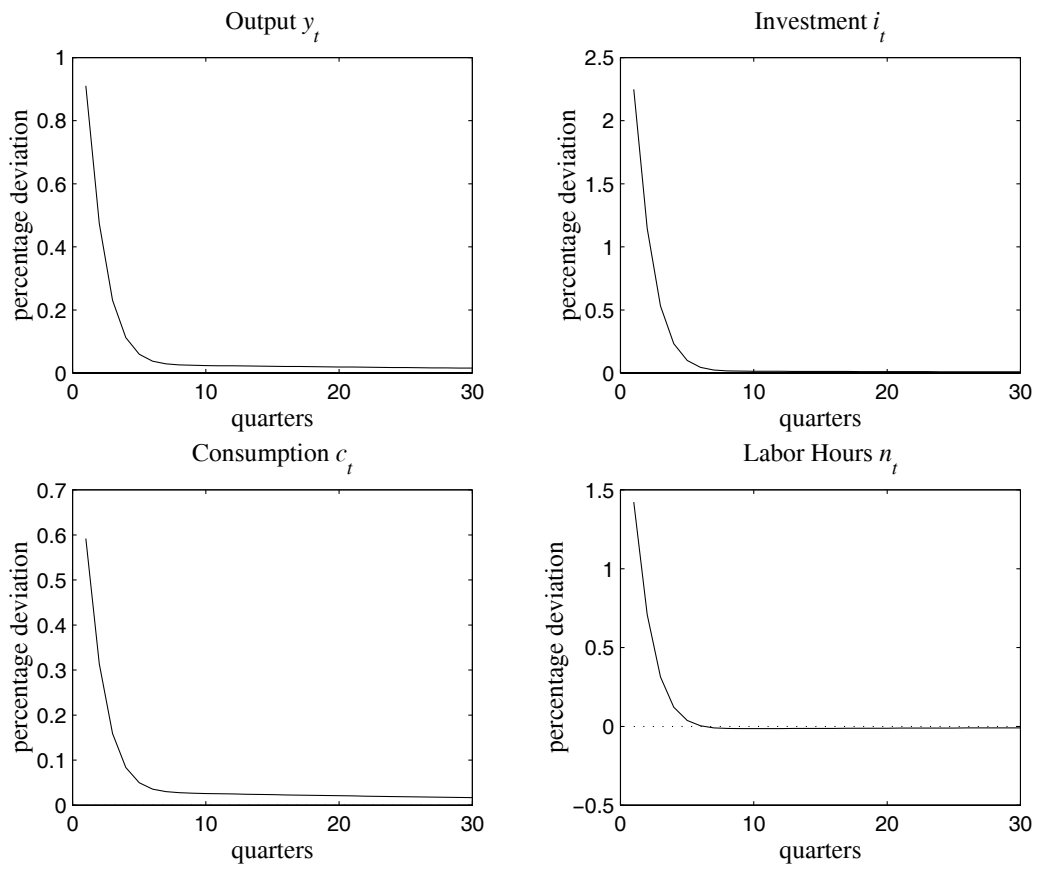 Output y_t
1
0.8
0.6
0.4
0.2
0
percentage deviation
0 10 20 30
quarters
Investment i_t
2.5
2
1.5
1
0.5
0
percentage deviation
0 10 20 30
quarters
Consumption c_t
0.7
0.6
0.5
0.4
0.3
0.2
0.1
0
percentage deviation
0 10 20 30
quarters
Labor Hours n_t
1.5
1
0.5
0
−0.5
percentage deviation
0 10 20 30
quarters